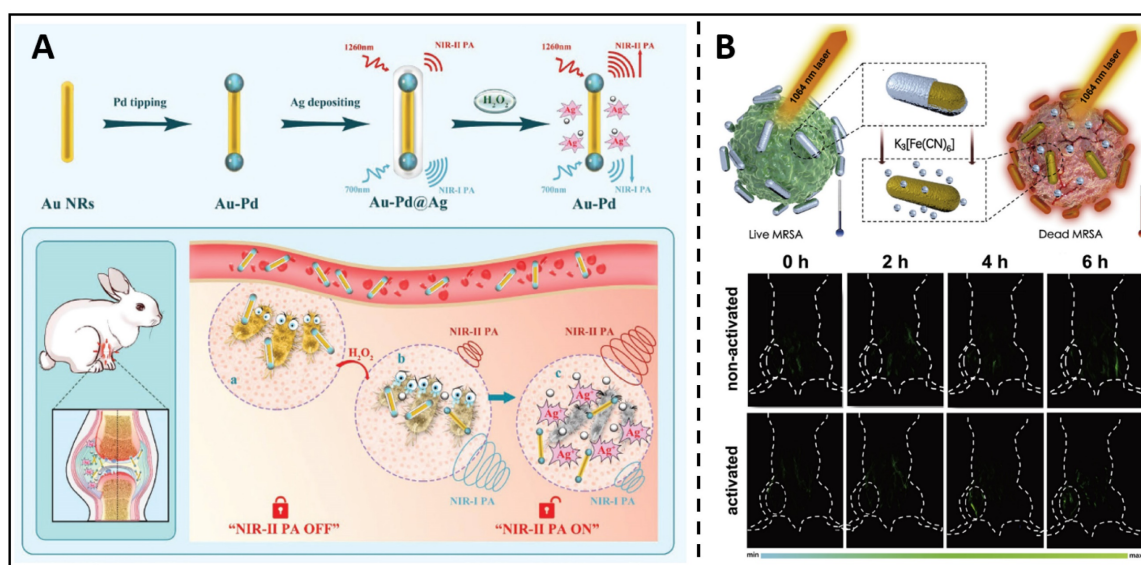 A
1260nm
NIR-II PA
1260nm
NIR-II PA
Pd tipping
Ag depositing
H₂O₂
Ag⁺
Ag⁺
Ag⁺
Ag⁺
700nm
NIR-I PA
700nm
NIR-I PA
Au NRs
Au-Pd
Au-Pd@Ag
Au-Pd
a
H₂O₂
b
NIR-II PA
NIR-II PA
c
Ag⁺
Ag⁺
Ag⁺
Ag⁺
Ag⁺
NIR-I PA
NIR-I PA
“NIR-II PA OFF”
“NIR-II PA ON”
B
1064 nm laser
1064 nm laser
K₃[Fe(CN)₆]
Live MRSA
Dead MRSA
0 h
2 h
4 h
6 h
non-activated
activated
min
max